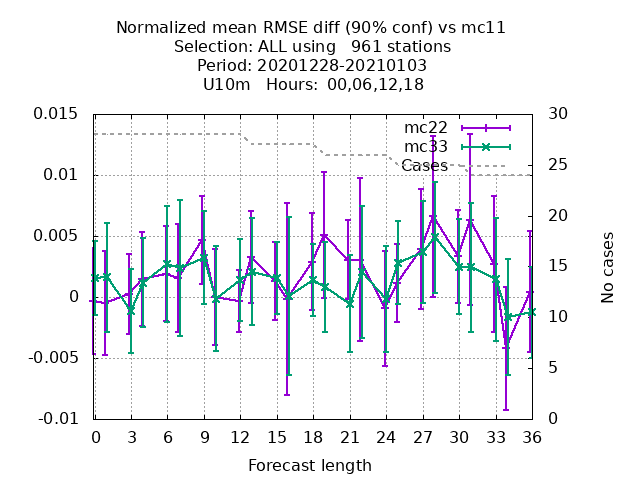 Normalized mean RMSE diff (90% conf) vs mc11
Selection: ALL using   961 stations
Period: 20201228-20210103
U10m   Hours:  00,06,12,18
0.015
0.01
0.005
0
-0.005
-0.01
30
25
20
15
10
5
0
mc22
mc33
Cases
No cases
0 3 6 9 12 15 18 21 24 27 30 33 36
Forecast length